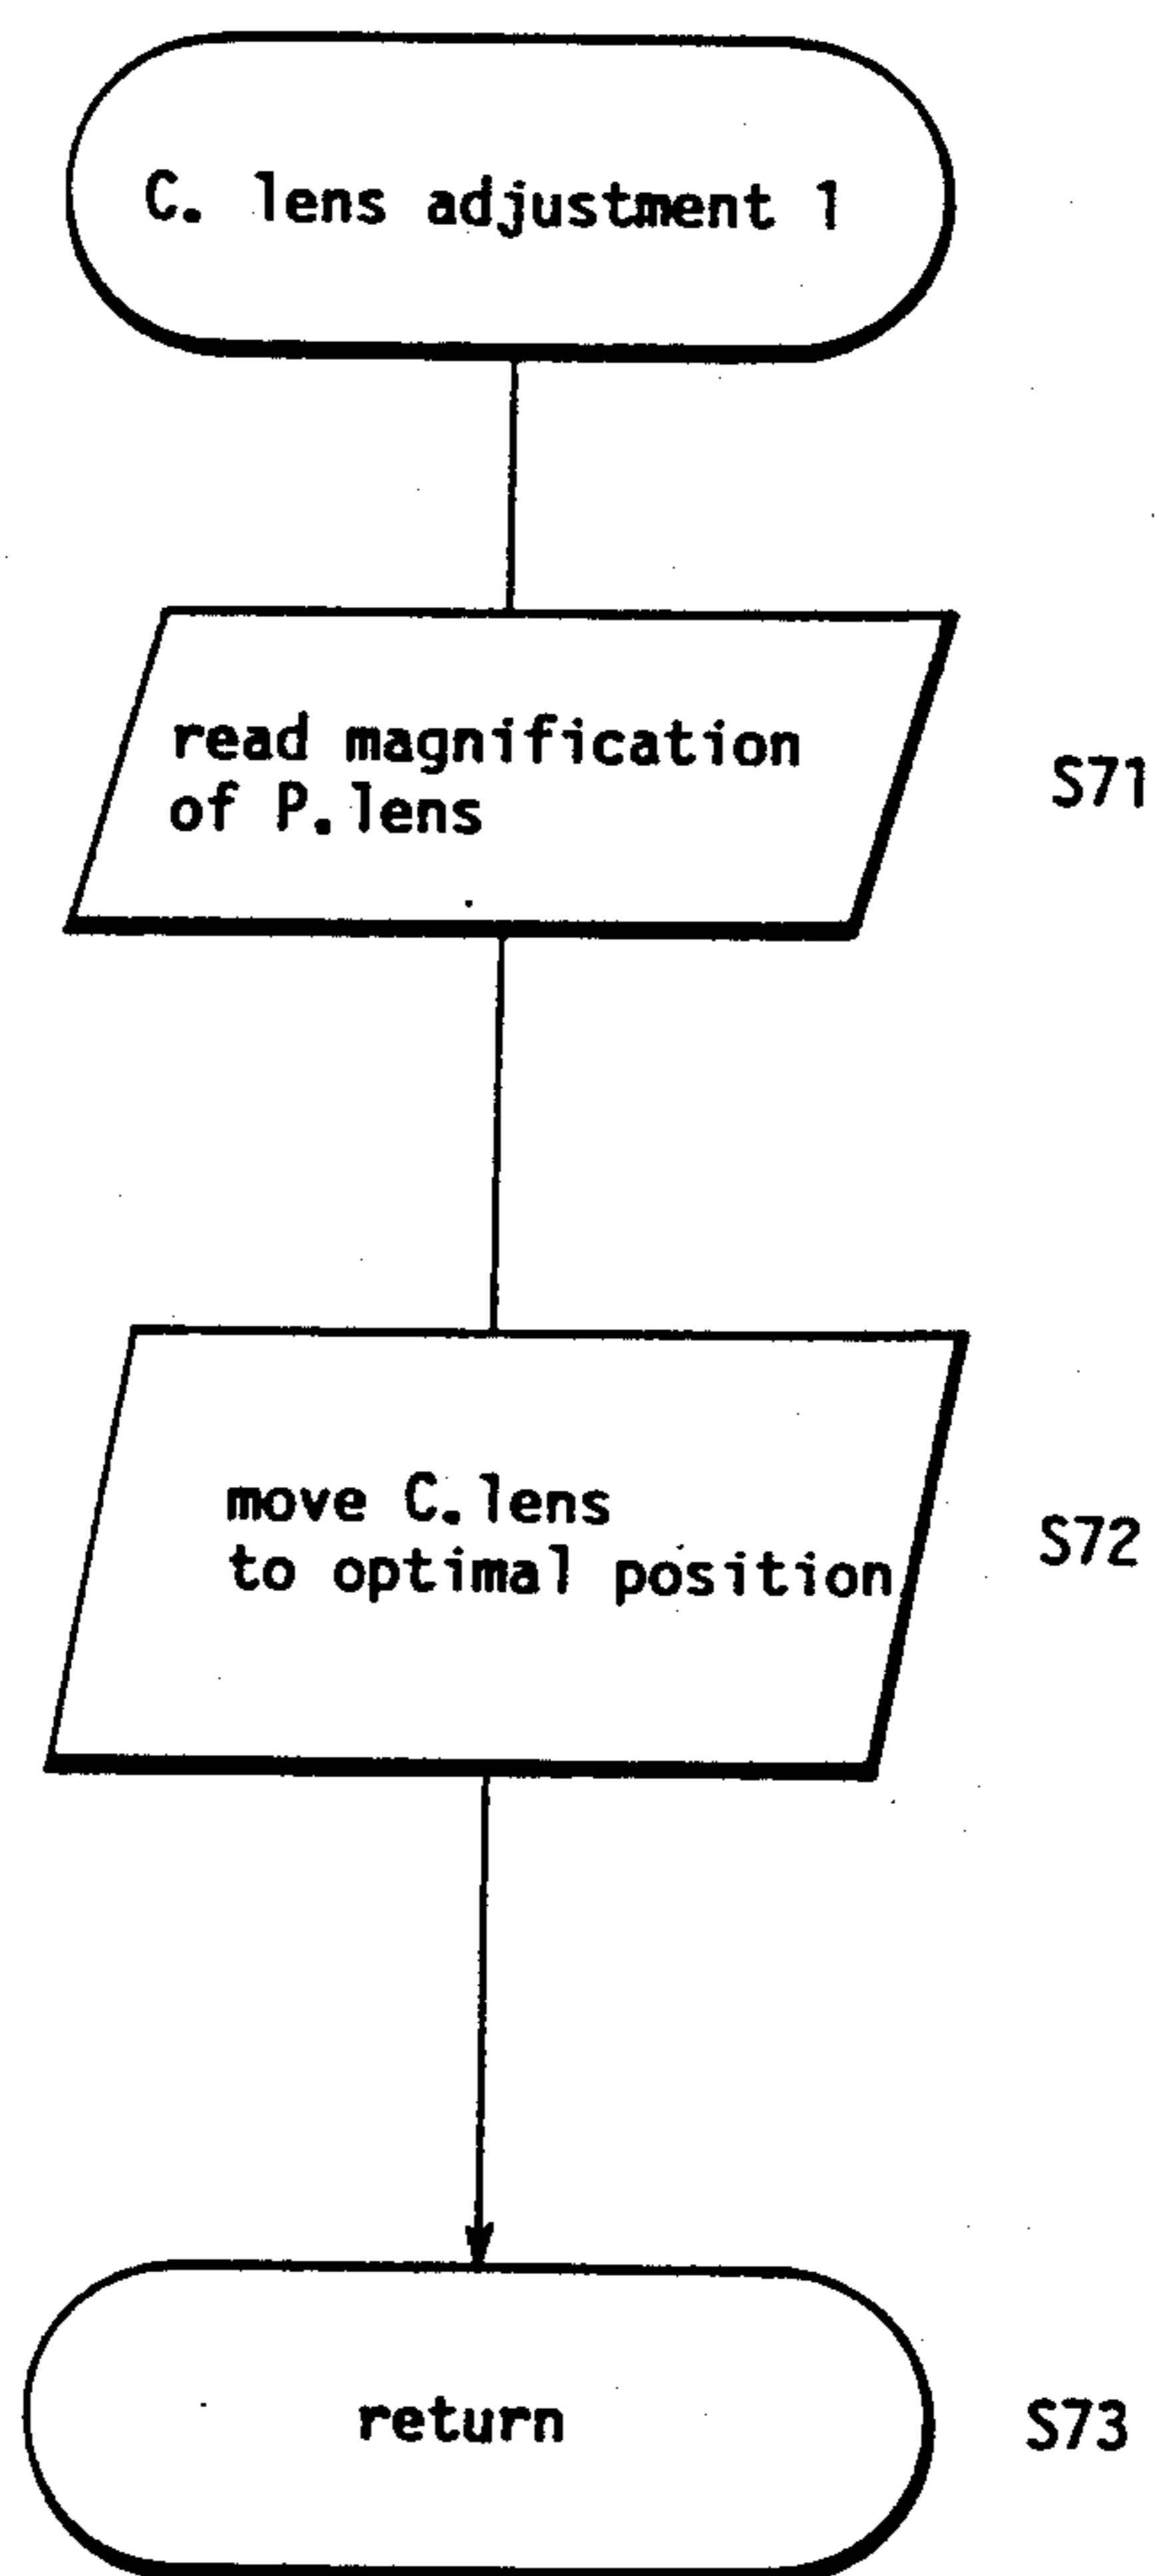 C. lens adjustment 1
read magnification
of P.lens
S71
move C.lens
to optimal position
S72
return
S73